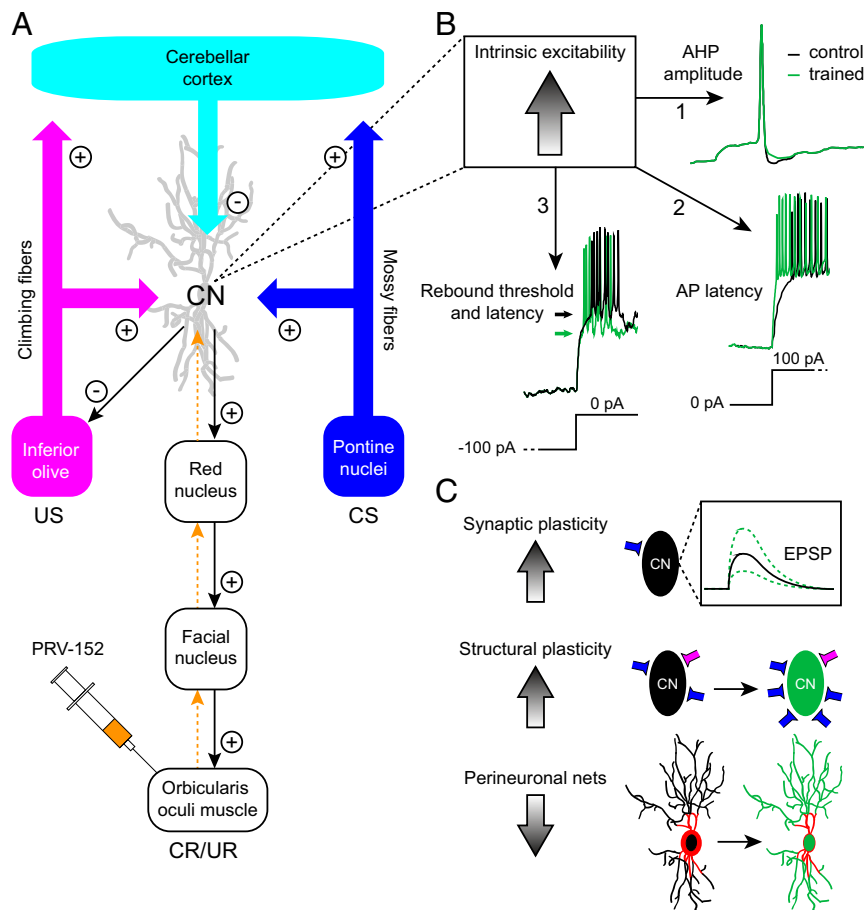 A
Cerebellar
cortex
+
+
-
Climbing fibers
Mossy fibers
CN
+
+
-
+
Inferior
olive
US
Pontine
nuclei
CS
Red
nucleus
+
Facial
nucleus
PRV-152
+
Orbicularis
oculi muscle
CR/UR
B
Intrinsic excitability
AHP
amplitude
control
trained
1
2
3
Rebound threshold
and latency
AP latency
100 pA
0 pA
0 pA
-100 pA
C
Synaptic plasticity
CN
EPSP
Structural plasticity
CN
CN
Perineuronal nets